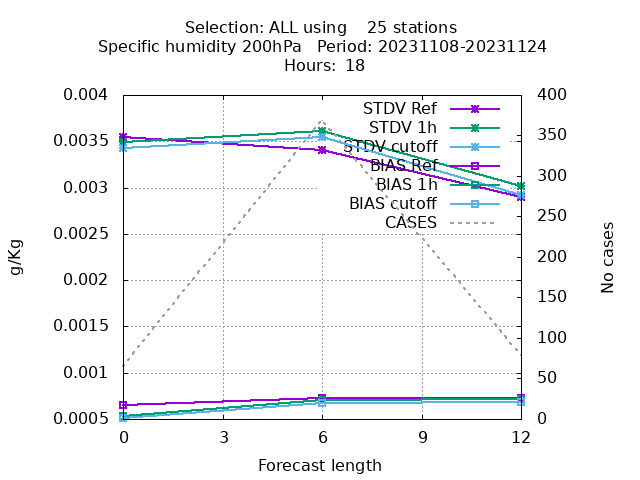 Selection: ALL using    25 stations
Specific humidity 200hPa   Period: 20231108-20231124
Hours: 18
STDV Ref
STDV 1h
STDV cutoff
BIAS Ref
BIAS 1h
BIAS cutoff
CASES
0.004
0.0035
0.003
0.0025
0.002
0.0015
0.001
0.0005
g/Kg
400
350
300
250
200
150
100
50
0
No cases
0 3 6 9 12
Forecast length